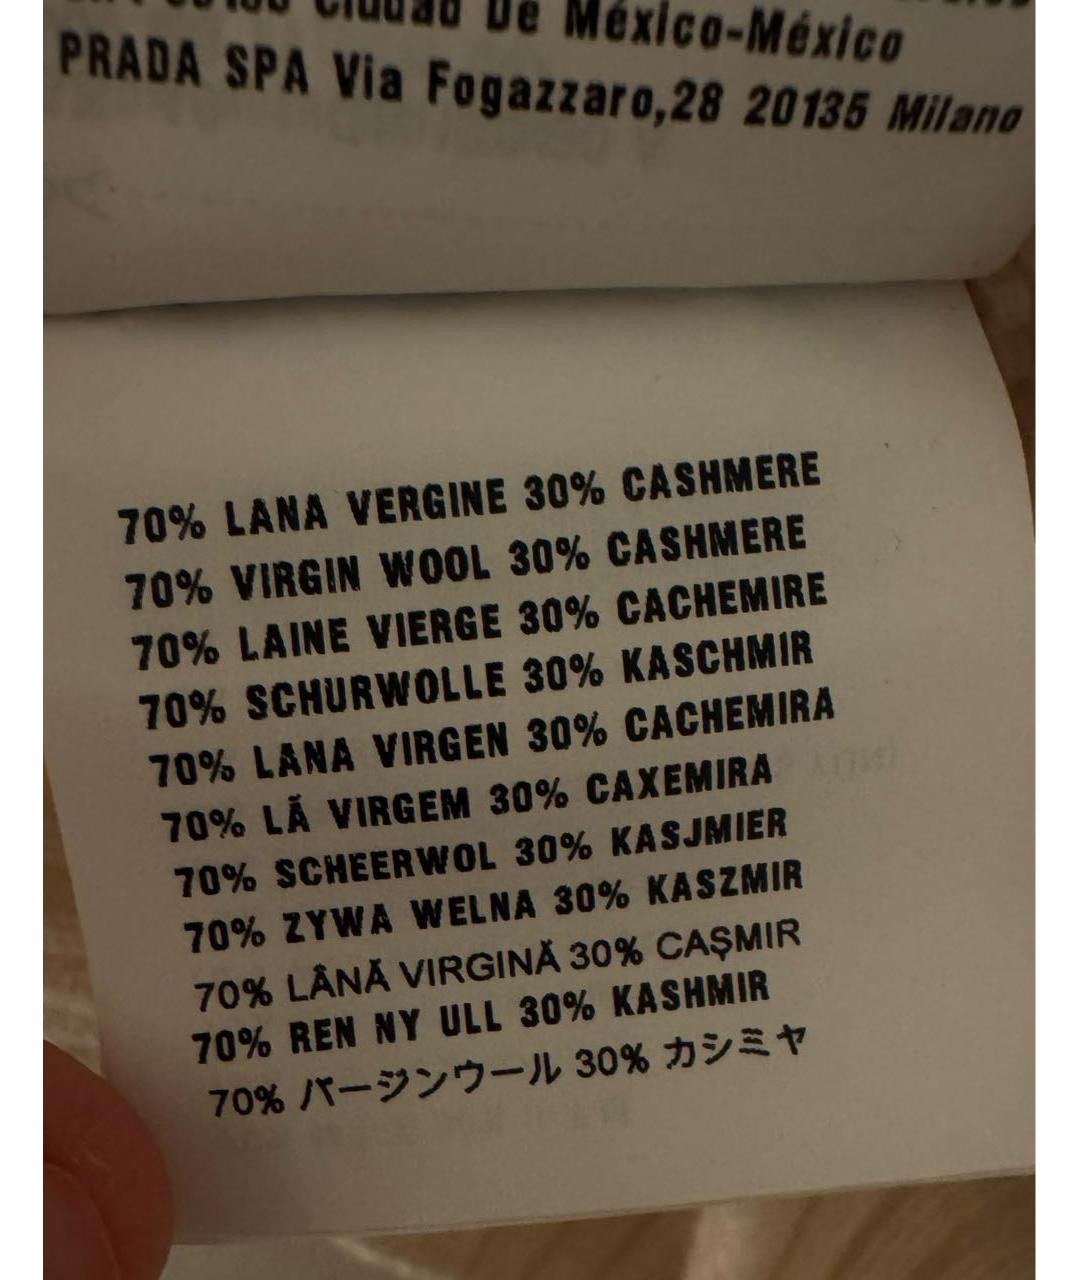 Ciudad De México-México
PRADA SPA Via Fogazzaro,28 20135 Milano
70% LANA VERGINE 30% CASHMERE
70% VIRGIN WOOL 30% CASHMERE
70% LAINE VIERGE 30% CACHEMIRE
70% SCHURWOLLE 30% KASCHMIR
70% LANA VIRGEN 30% CACHEMIRA
70% LÃ VIRGEM 30% CAXEMIRA
70% SCHEERWOL 30% KASJMIER
70% ZYWA WELNA 30% KASZMIR
70% LÂNĂ VIRGINĂ 30% CAŞMIR
70% REN NY ULL 30% KASHMIR
70% バージンウール 30% カシミヤ